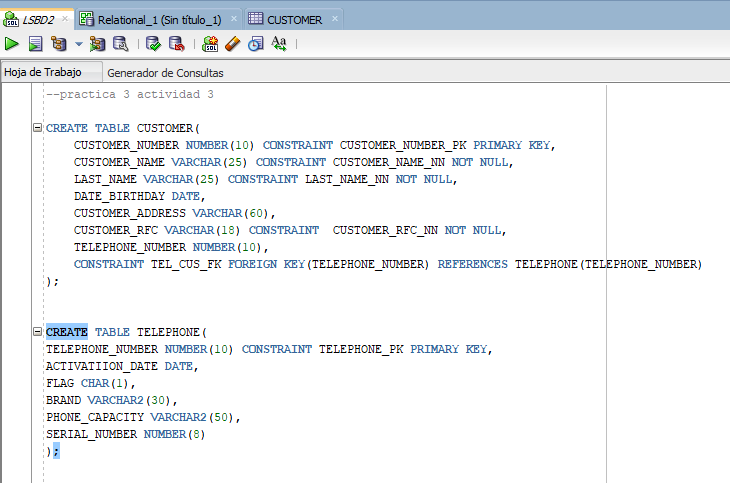 LSBD2 Relational_1 (Sin título_1) CUSTOMER
SQL
Hoja de Trabajo Generador de Consultas
--practica 3 actividad 3
CREATE TABLE CUSTOMER(
CUSTOMER_NUMBER NUMBER(10) CONSTRAINT CUSTOMER_NUMBER_PK PRIMARY KEY,
CUSTOMER_NAME VARCHAR(25) CONSTRAINT CUSTOMER_NAME_NN NOT NULL,
LAST_NAME VARCHAR(25) CONSTRAINT LAST_NAME_NN NOT NULL,
DATE_BIRTHDAY DATE,
CUSTOMER_ADDRESS VARCHAR(60),
CUSTOMER_RFC VARCHAR(18) CONSTRAINT  CUSTOMER_RFC_NN NOT NULL,
TELEPHONE_NUMBER NUMBER(10),
CONSTRAINT TEL_CUS_FK FOREIGN KEY(TELEPHONE_NUMBER) REFERENCES TELEPHONE(TELEPHONE_NUMBER)
);
CREATE TABLE TELEPHONE(
TELEPHONE_NUMBER NUMBER(10) CONSTRAINT TELEPHONE_PK PRIMARY KEY,
ACTIVATIION_DATE DATE,
FLAG CHAR(1),
BRAND VARCHAR2(30),
PHONE_CAPACITY VARCHAR2(50),
SERIAL_NUMBER NUMBER(8)
);